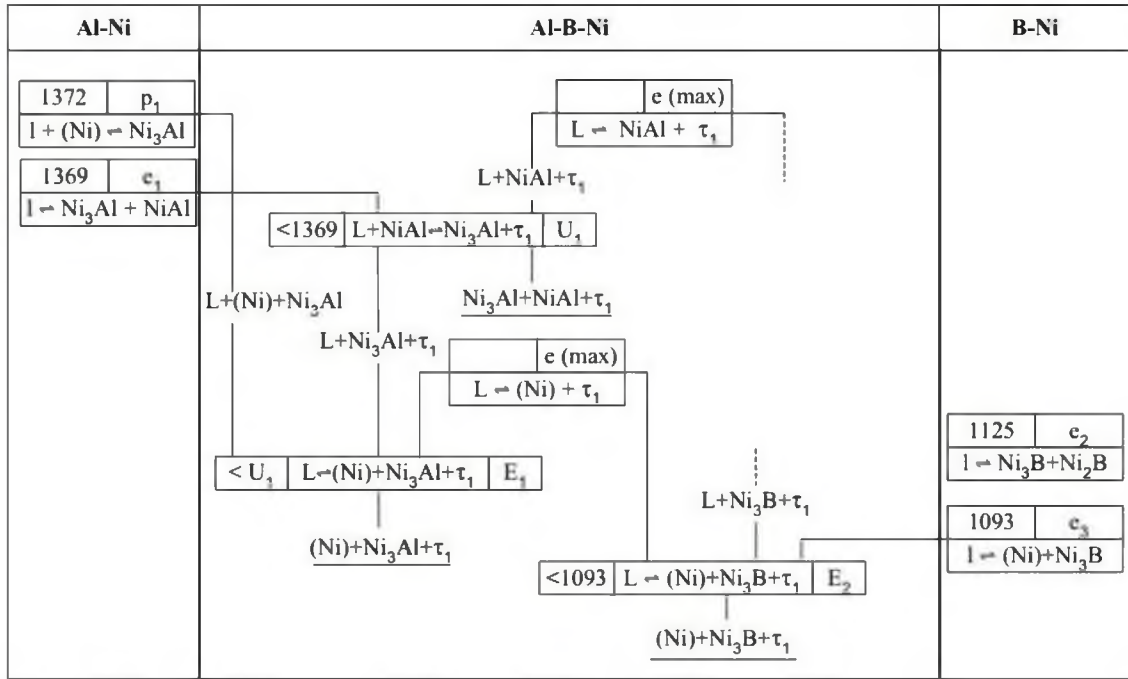 Al-Ni Al-B-Ni B-Ni
1372 p₁
l + (Ni) ⇌ Ni₃Al
e (max)
L ⇌ NiAl + τ₁
1369 e₁
l ⇌ Ni₃Al + NiAl
L+NiAl+τ₁
<1369 L+NiAl⇌Ni₃Al+τ₁ U₁
L+(Ni)+Ni₃Al
Ni₃Al+NiAl+τ₁
L+Ni₃Al+τ₁
e (max)
L ⇌ (Ni) + τ₁
1125 e₂
l ⇌ Ni₃B+Ni₂B
< U₁ L⇌(Ni)+Ni₃Al+τ₁ E₁
L+Ni₃B+τ₁
1093 e₃
l ⇌ (Ni)+Ni₃B
(Ni)+Ni₃Al+τ₁
<1093 L ⇌ (Ni)+Ni₃B+τ₁ E₂
(Ni)+Ni₃B+τ₁